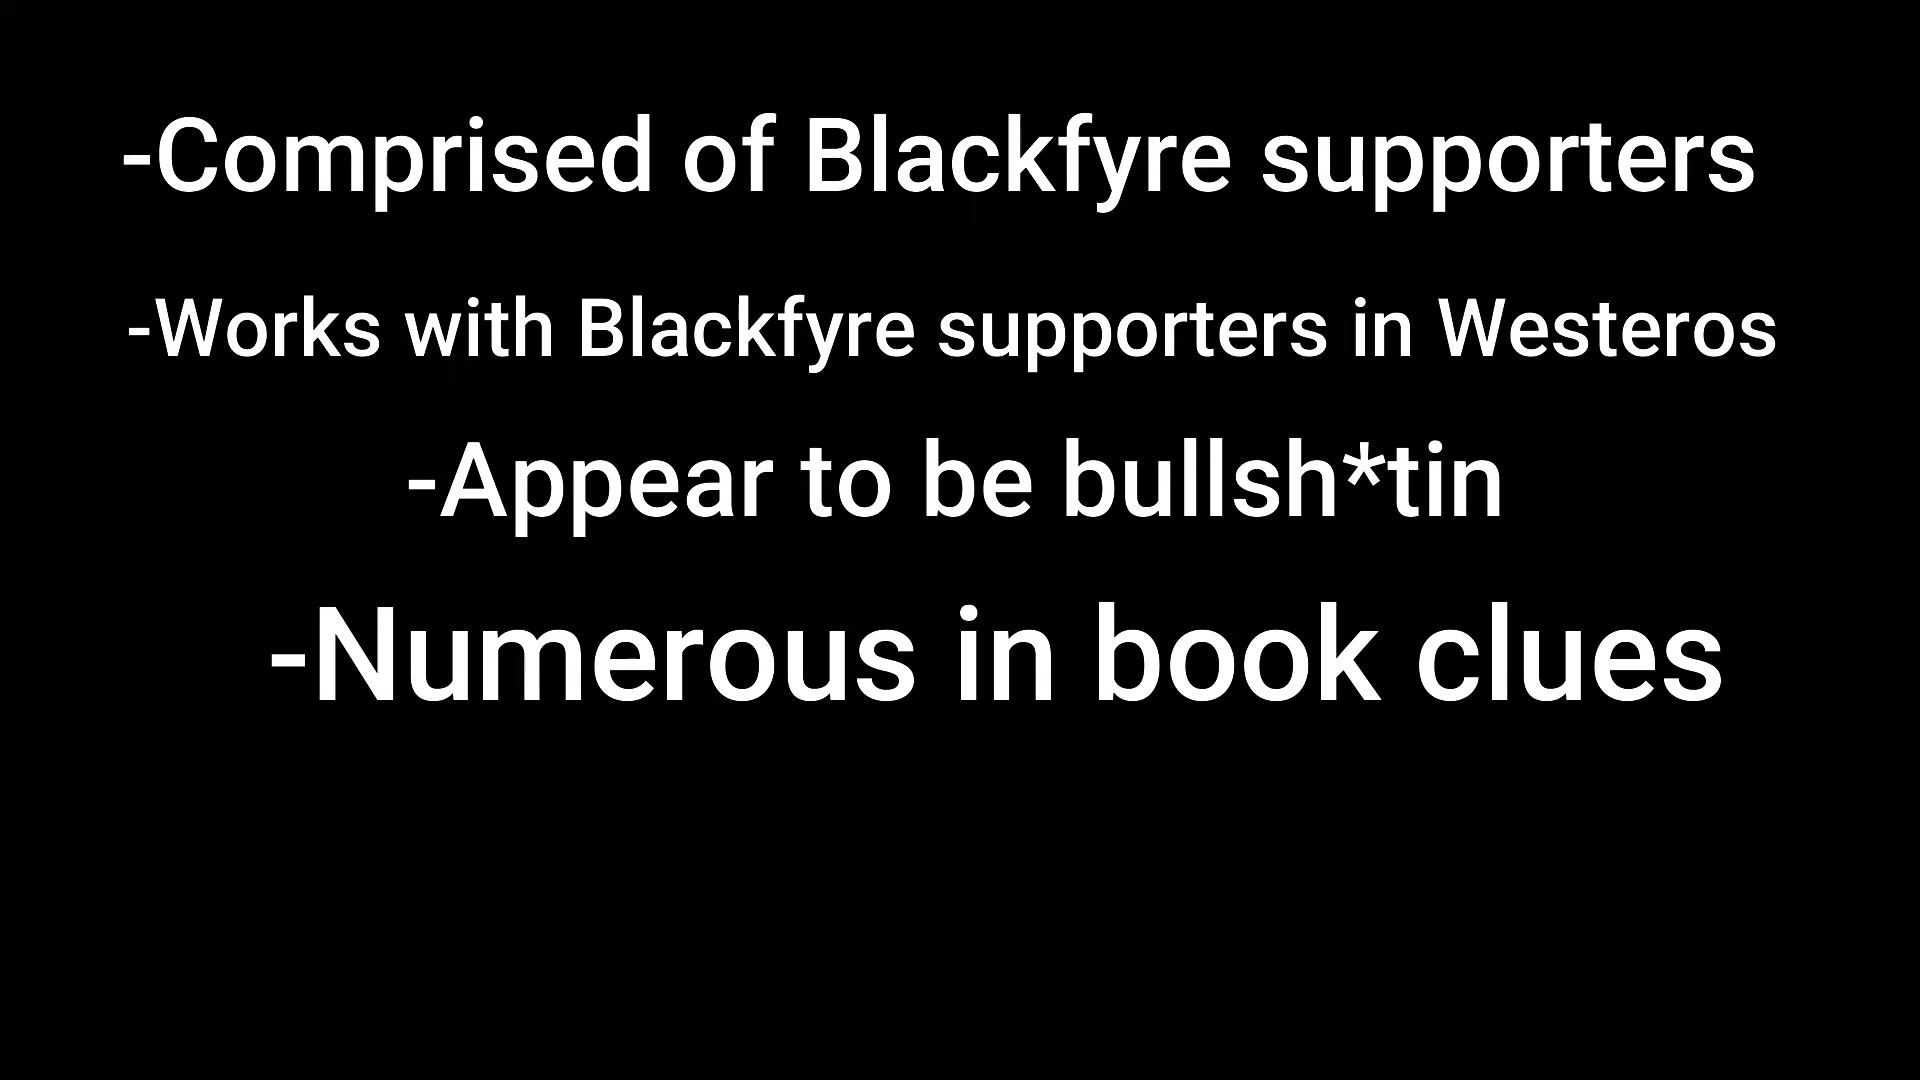 -Comprised of Blackfyre supporters
-Works with Blackfyre supporters in Westeros
-Appear to be bullsh*tin
-Numerous in book clues